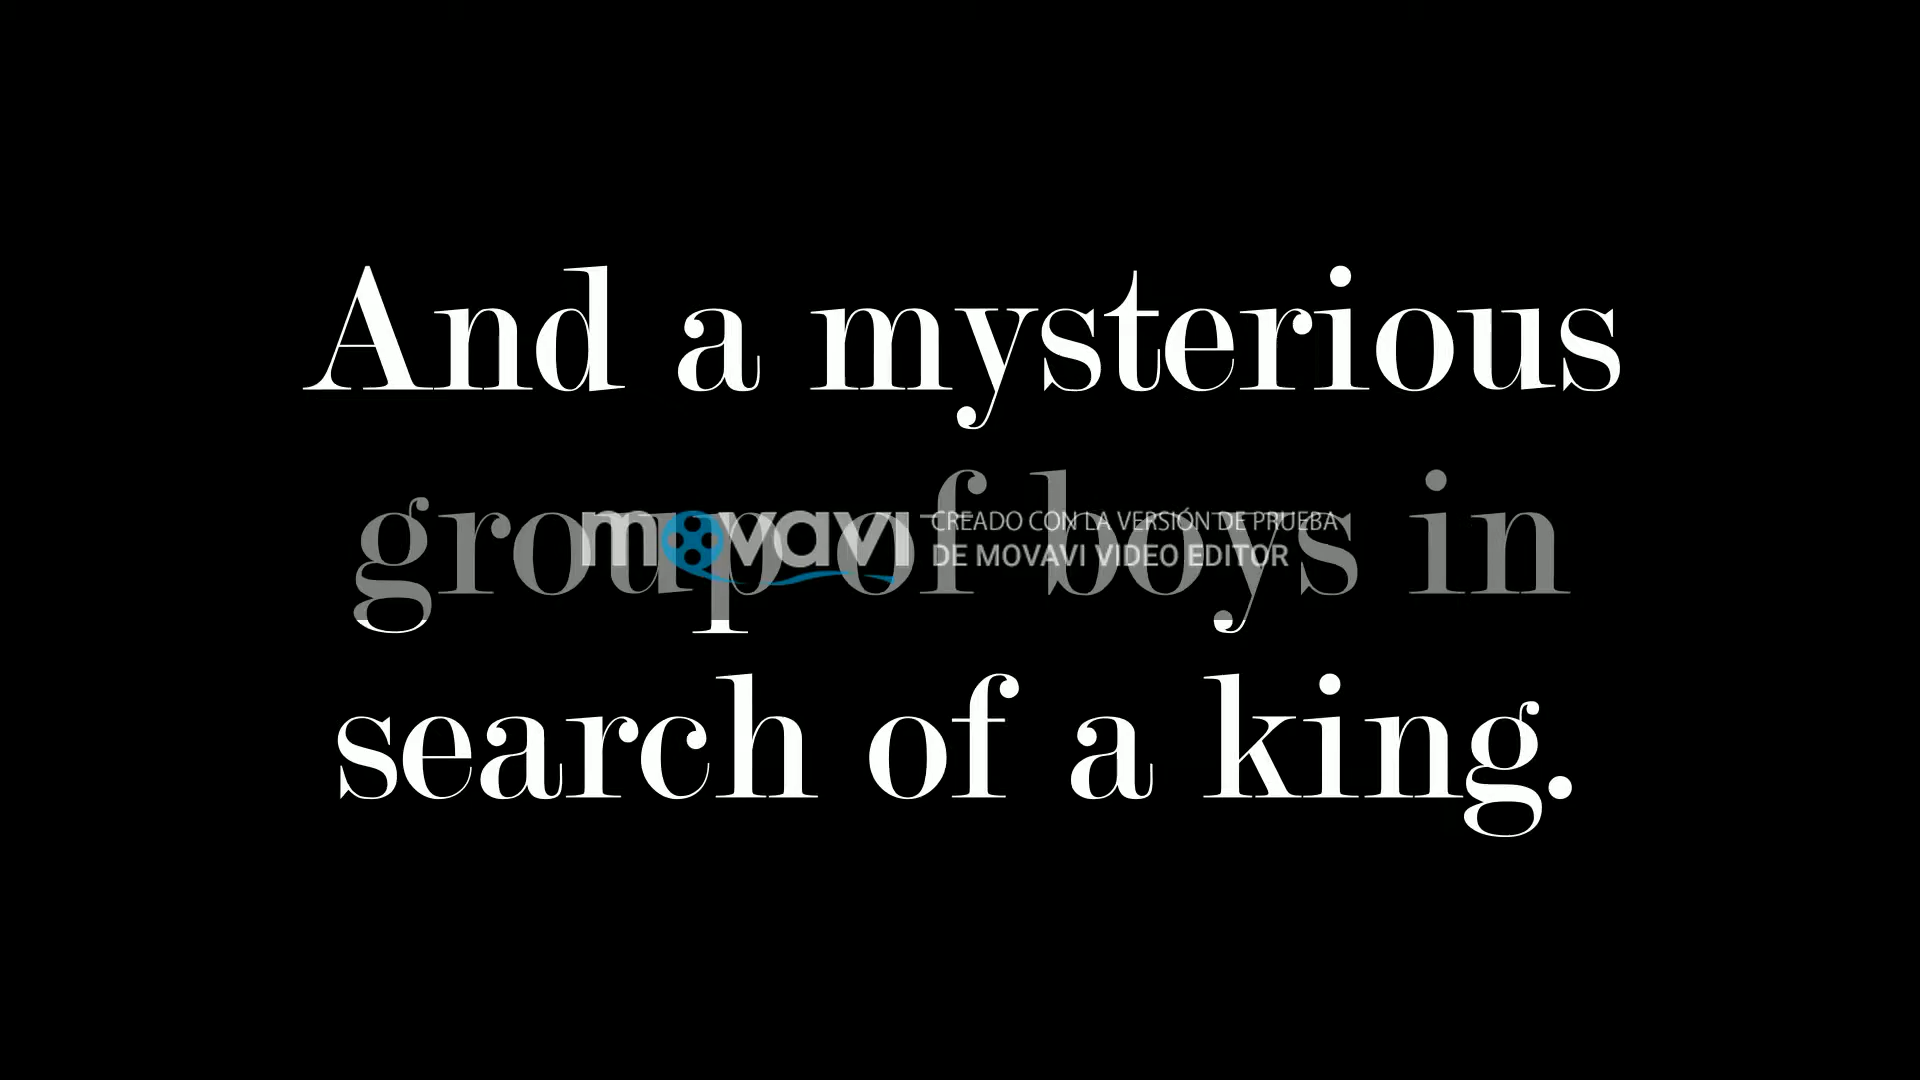 And a mysterious
group of boys in
movavi CREADO CON LA VERSIÓN DE PRUEBA
DE MOVAVI VIDEO EDITOR
search of a king.